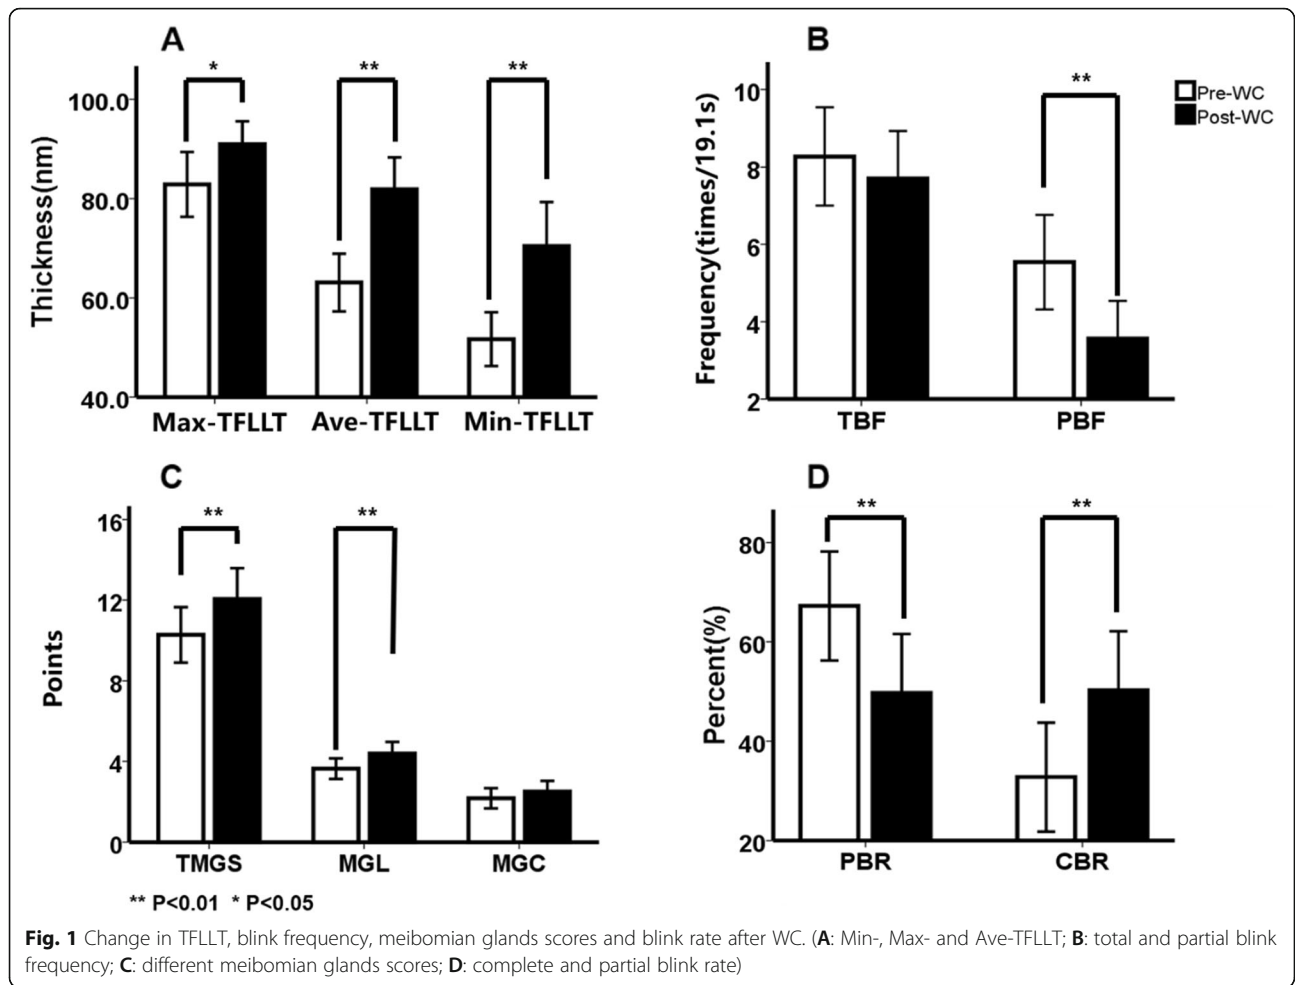 A
* ** **
Thickness(nm)
100.0
80.0
60.0
40.0
Max-TFLLT Ave-TFLLT Min-TFLLT
B
**
Pre-WC
Post-WC
Frequency(times/19.1s)
10
8
6
4
2
TBF PBF
C
** **
Points
16
12
8
4
0
TMGS MGL MGC
** P<0.01 * P<0.05
D
** **
Percent(%)
80
60
40
20
PBR CBR
Fig. 1 Change in TFLLT, blink frequency, meibomian glands scores and blink rate after WC. (A: Min-, Max- and Ave-TFLLT; B: total and partial blink
frequency; C: different meibomian glands scores; D: complete and partial blink rate)